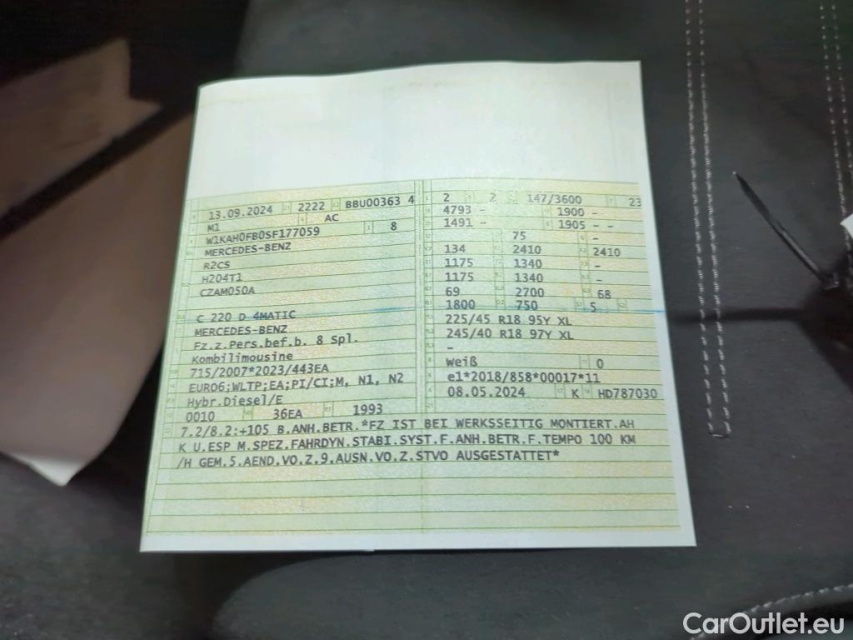 13.09.2024 2222 BBU00363 4
M1 AC
W1KAH0FB0SF177059 8
MERCEDES-BENZ
R2CS
H204T1
CZAM050A
C 220 D 4MATIC
MERCEDES-BENZ
Fz.z.Pers.bef.b. 8 Spl.
Kombilimousine
715/2007*2023/443EA
EURO6;WLTP;EA;PI/CI;M, N1, N2
Hybr.Diesel/E
0010 36EA 1993
2 2 147/3600 23
4793 - 1900 -
1491 - 1905 --
75 -
134 2410 2410
1175 1340 -
1175 1340 -
69 2700 68
1800 750 5
225/45 R18 95Y XL
245/40 R18 97Y XL
-
Weiß 0
e1*2018/858*00017*11
08.05.2024 K HD787030
7.2/8.2:+105 B.ANH.BETR.*FZ IST BEI WERKSSEITIG MONTIERT.AH
K U.ESP M.SPEZ.FAHRDYN.STABI.SYST.F.ANH.BETR.F.TEMPO 100 KM
/H GEM.5.AEND.VO.Z.9.AUSN.VO.Z.STVO AUSGESTATTET*
CarOutlet.eu